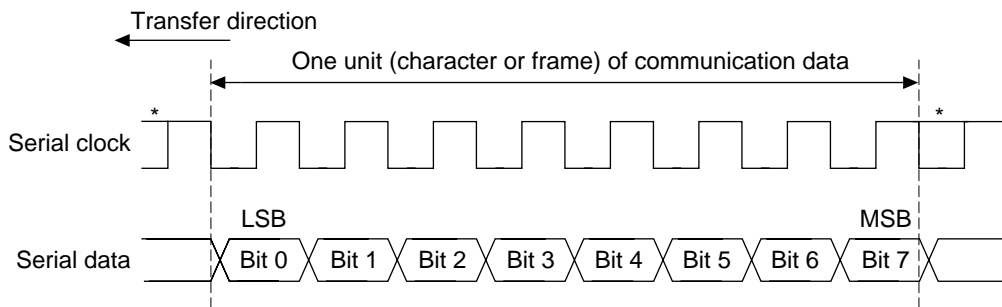 Transfer direction
One unit (character or frame) of communication data
* *
Serial clock
LSB MSB
Serial data Bit 0 Bit 1 Bit 2 Bit 3 Bit 4 Bit 5 Bit 6 Bit 7